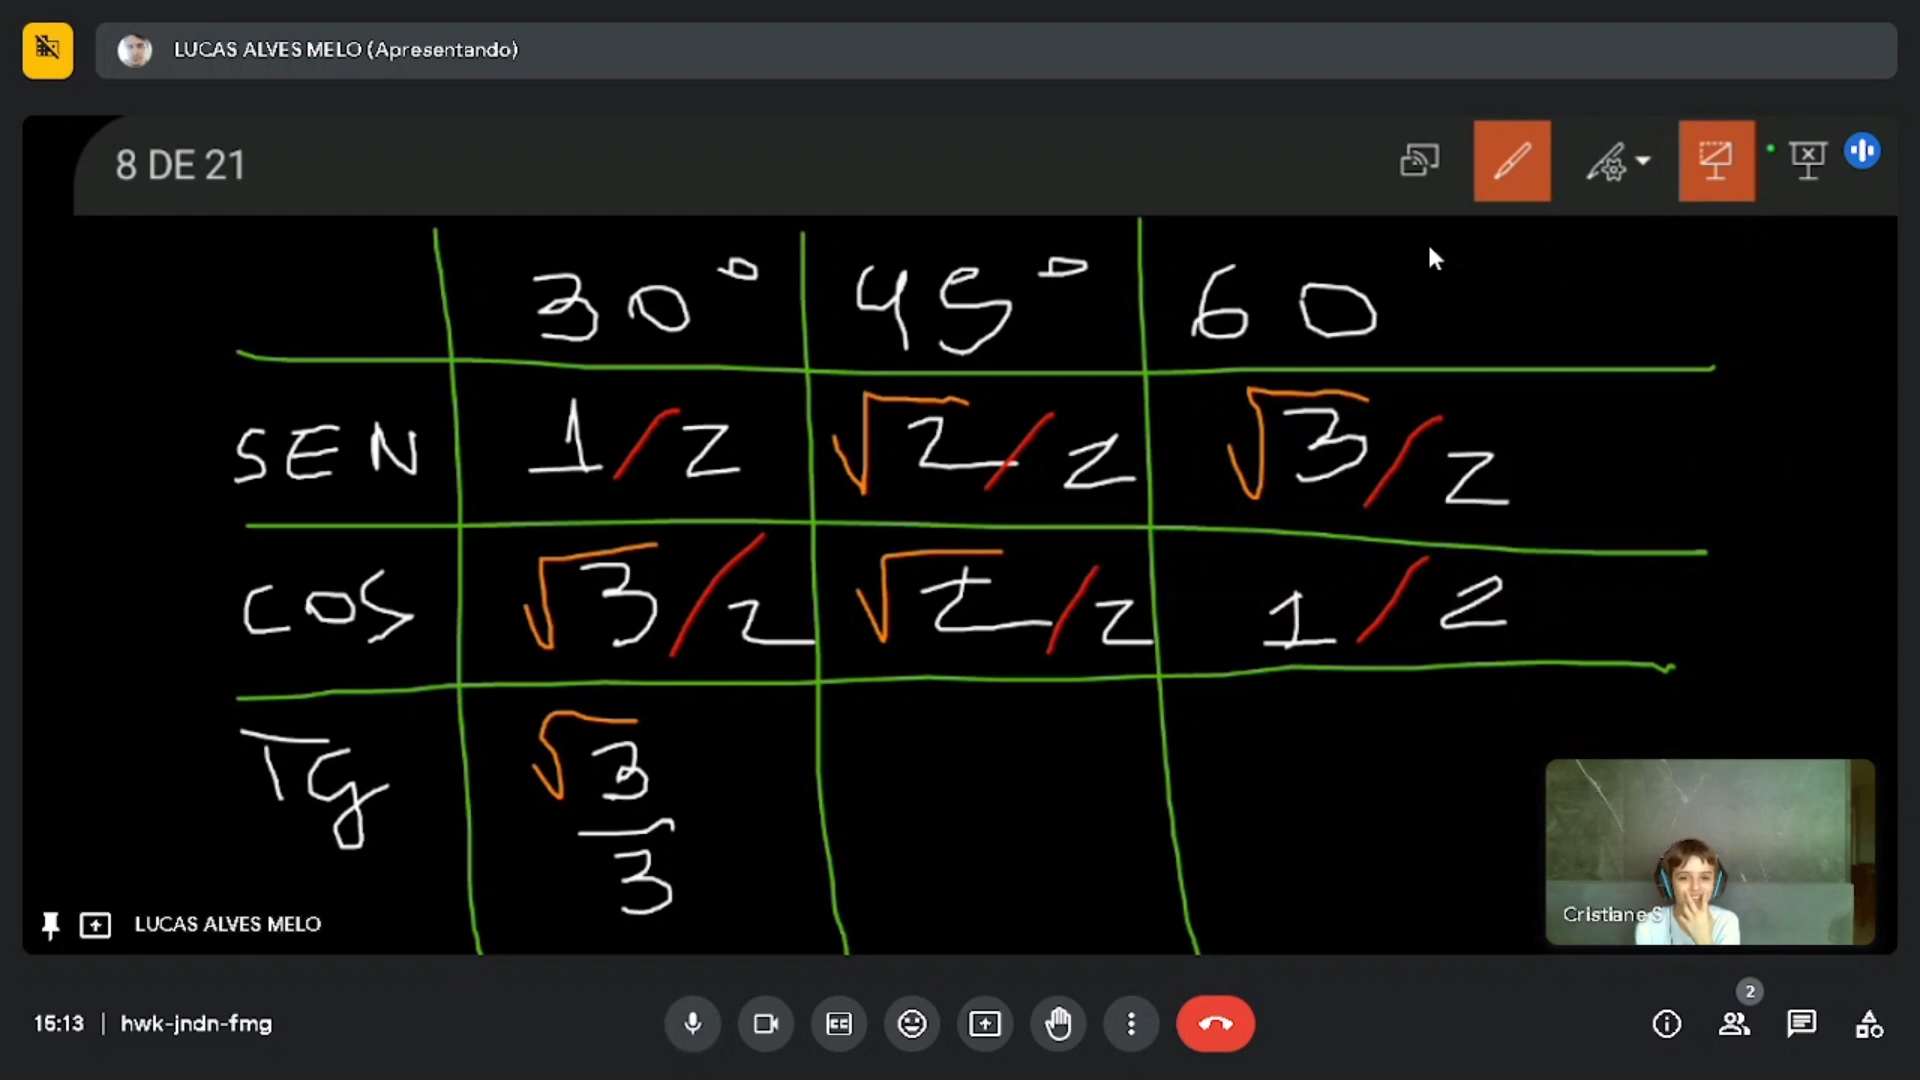 LUCAS ALVES MELO (Apresentando)
8 DE 21
30° 45° 60
SEN 1/2 √2/2 √3/2
COS √3/2 √2/2 1/2
Tg √3/3
Cristiane S
LUCAS ALVES MELO
15:13 | hwk-jndn-fmg
2